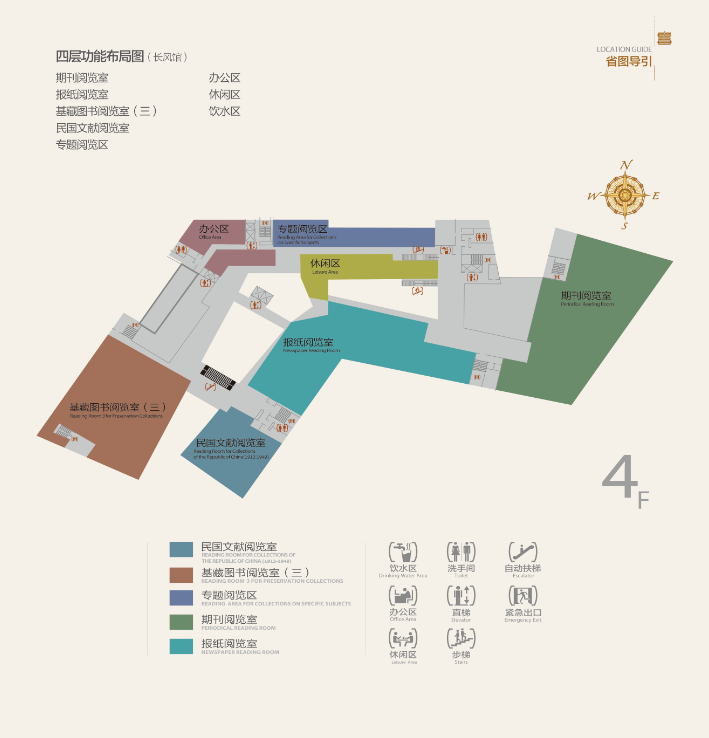 四层功能布局图（长风馆）
期刊阅览室 办公区
报纸阅览室 休闲区
基藏图书阅览室（三） 饮水区
民国文献阅览室
专题阅览区
LOCATION GUIDE
省图导引
N
W E
S
办公区
Office Area
专题阅览区
Reading Area for Collections
on Specific Subjects
休闲区
Leisure Area
期刊阅览室
Periodical Reading Room
报纸阅览室
Newspaper Reading Room
基藏图书阅览室（三）
Reading Room 3 for Preservation Collections
民国文献阅览室
Reading Room for Collections
of the Republic of China (1912-1949)
4F
民国文献阅览室
READING ROOM FOR COLLECTIONS OF
THE REPUBLIC OF CHINA (1912-1949)
基藏图书阅览室（三）
READING ROOM 3 FOR PRESERVATION COLLECTIONS
专题阅览区
READING AREA FOR COLLECTIONS ON SPECIFIC SUBJECTS
期刊阅览室
PERIODICAL READING ROOM
报纸阅览室
NEWSPAPER READING ROOM
饮水区 洗手间 自动扶梯
Drinking Water Area Toilet Escalator
办公区 直梯 紧急出口
Office Area Elevator Emergency Exit
休闲区 步梯
Leisure Area Stairs